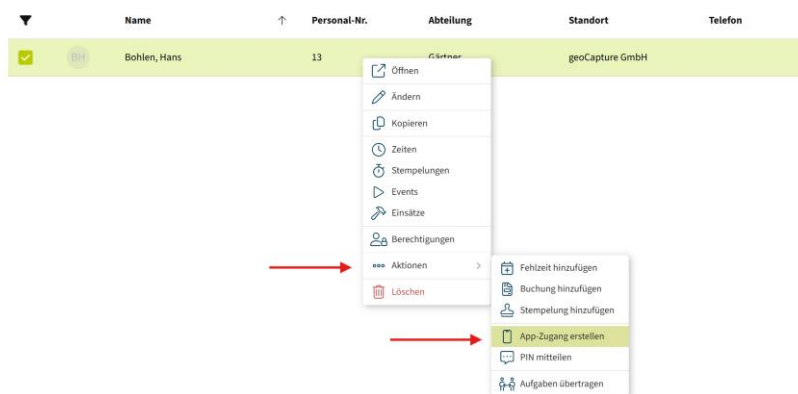 Name Personal-Nr. Abteilung Standort Telefon
BH Bohlen, Hans 13 Gärtner geoCapture GmbH
Öffnen
Ändern
Kopieren
Zeiten
Stempelungen
Events
Einsätze
Berechtigungen
Aktionen
Löschen
Fehlzeit hinzufügen
Buchung hinzufügen
Stempelung hinzufügen
App-Zugang erstellen
PIN mitteilen
Aufgaben übertragen